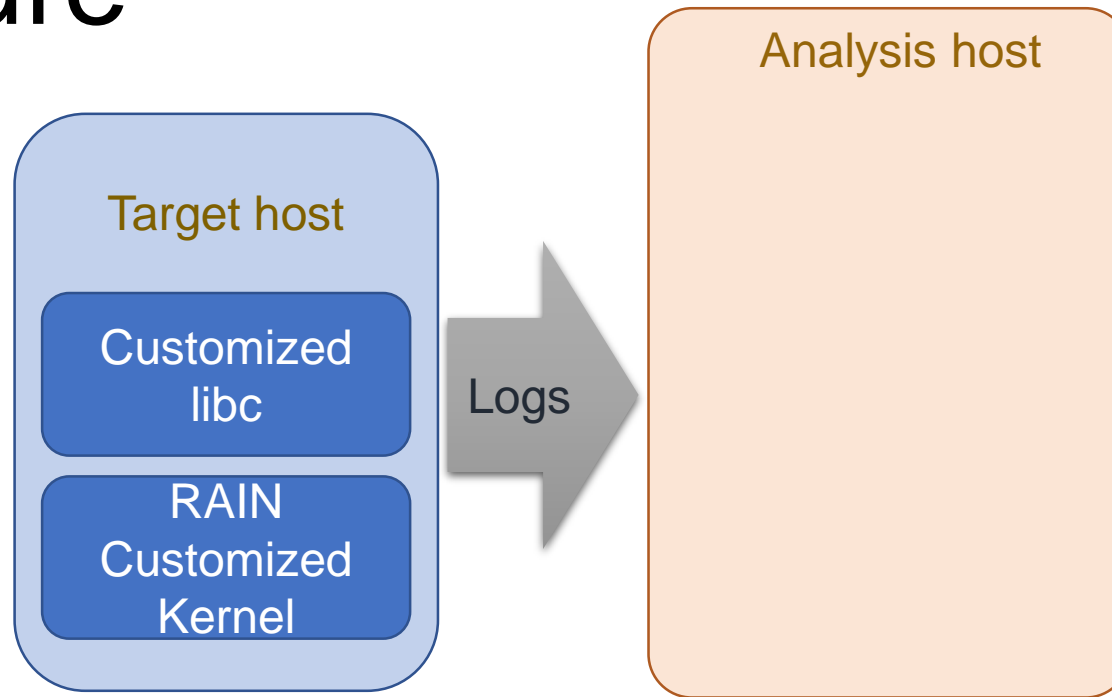 Target host
Customized
libc
RAIN
Customized
Kernel
Logs
Analysis host